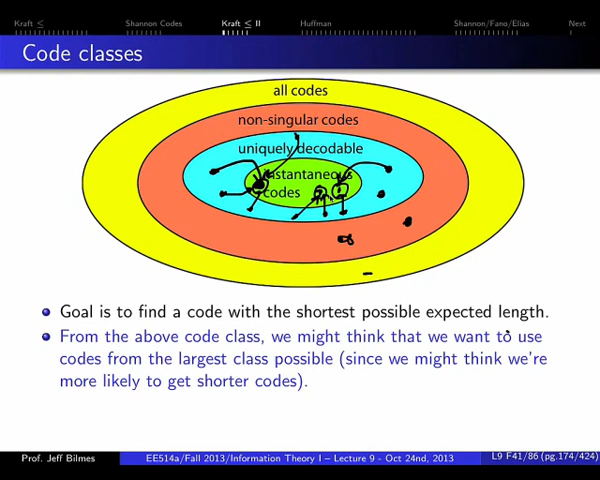 Kraft ≤ Shannon Codes Kraft ≤ II Huffman Shannon/Fano/Elias Next
Code classes
all codes
non-singular codes
uniquely decodable
instantaneous
codes
Goal is to find a code with the shortest possible expected length.
From the above code class, we might think that we want to use
codes from the largest class possible (since we might think we're
more likely to get shorter codes).
Prof. Jeff Bilmes EE514a/Fall 2013/Information Theory I – Lecture 9 - Oct 24nd, 2013 L9 F41/86 (pg.174/424)